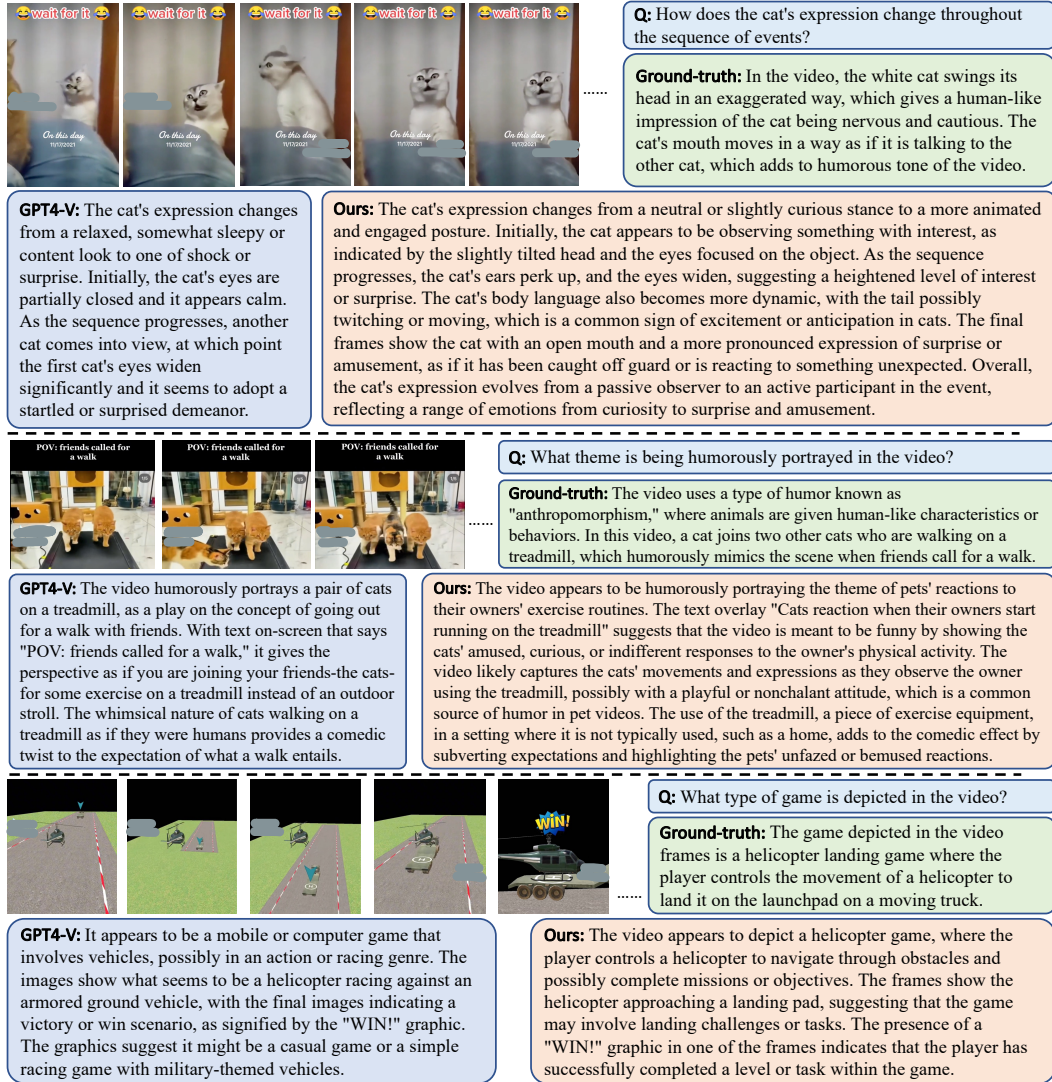 😂wait for it😂 😂wait for it😂 😂wait for it😂 😂wait for it😂 😂wait for it😂
On this day On this day On this day On this day On this day
11/17/2021 11/17/2021 11/17/2021 11/17/2021 11/17/2021
......
Q: How does the cat's expression change throughout
the sequence of events?
Ground-truth: In the video, the white cat swings its
head in an exaggerated way, which gives a human-like
impression of the cat being nervous and cautious. The
cat's mouth moves in a way as if it is talking to the
other cat, which adds to humorous tone of the video.
GPT4-V: The cat's expression changes
from a relaxed, somewhat sleepy or
content look to one of shock or
surprise. Initially, the cat's eyes are
partially closed and it appears calm.
As the sequence progresses, another
cat comes into view, at which point
the first cat's eyes widen
significantly and it seems to adopt a
startled or surprised demeanor.
Ours: The cat's expression changes from a neutral or slightly curious stance to a more animated
and engaged posture. Initially, the cat appears to be observing something with interest, as
indicated by the slightly tilted head and the eyes focused on the object. As the sequence
progresses, the cat's ears perk up, and the eyes widen, suggesting a heightened level of interest
or surprise. The cat's body language also becomes more dynamic, with the tail possibly
twitching or moving, which is a common sign of excitement or anticipation in cats. The final
frames show the cat with an open mouth and a more pronounced expression of surprise or
amusement, as if it has been caught off guard or is reacting to something unexpected. Overall,
the cat's expression evolves from a passive observer to an active participant in the event,
reflecting a range of emotions from curiosity to surprise and amusement.
POV: friends called for
a walk
POV: friends called for
a walk
POV: friends called for
a walk
1/5
1/5
......
Q: What theme is being humorously portrayed in the video?
Ground-truth: The video uses a type of humor known as
"anthropomorphism," where animals are given human-like characteristics or
behaviors. In this video, a cat joins two other cats who are walking on a
treadmill, which humorously mimics the scene when friends call for a walk.
GPT4-V: The video humorously portrays a pair of cats
on a treadmill, as a play on the concept of going out
for a walk with friends. With text on-screen that says
"POV: friends called for a walk," it gives the
perspective as if you are joining your friends-the cats-
for some exercise on a treadmill instead of an outdoor
stroll. The whimsical nature of cats walking on a
treadmill as if they were humans provides a comedic
twist to the expectation of what a walk entails.
Ours: The video appears to be humorously portraying the theme of pets' reactions to
their owners' exercise routines. The text overlay "Cats reaction when their owners start
running on the treadmill" suggests that the video is meant to be funny by showing the
cats' amused, curious, or indifferent responses to the owner's physical activity. The
video likely captures the cats' movements and expressions as they observe the owner
using the treadmill, possibly with a playful or nonchalant attitude, which is a common
source of humor in pet videos. The use of the treadmill, a piece of exercise equipment,
in a setting where it is not typically used, such as a home, adds to the comedic effect by
subverting expectations and highlighting the pets' unfazed or bemused reactions.
H
H
WIN!
......
Q: What type of game is depicted in the video?
Ground-truth: The game depicted in the video
frames is a helicopter landing game where the
player controls the movement of a helicopter to
land it on the launchpad on a moving truck.
GPT4-V: It appears to be a mobile or computer game that
involves vehicles, possibly in an action or racing genre. The
images show what seems to be a helicopter racing against an
armored ground vehicle, with the final images indicating a
victory or win scenario, as signified by the "WIN!" graphic.
The graphics suggest it might be a casual game or a simple
racing game with military-themed vehicles.
Ours: The video appears to depict a helicopter game, where the
player controls a helicopter to navigate through obstacles and
possibly complete missions or objectives. The frames show the
helicopter approaching a landing pad, suggesting that the game
may involve landing challenges or tasks. The presence of a
"WIN!" graphic in one of the frames indicates that the player has
successfully completed a level or task within the game.